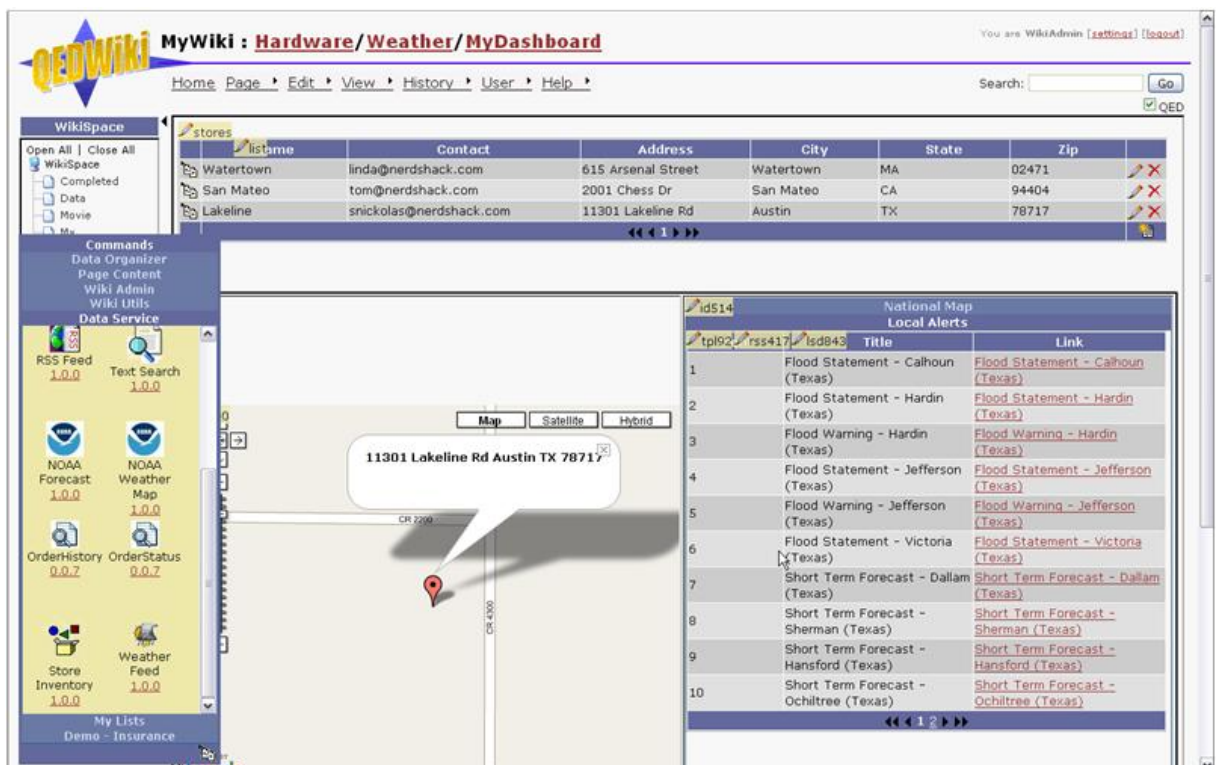 QEDWiki
MyWiki : Hardware/Weather/MyDashboard
You are WikiAdmin [settings] [logout]
Home Page Edit View History User Help
Search: Go
QED
WikiSpace
Open All | Close All
WikiSpace
Completed
Data
Movie
My
stores
list ame Contact Address City State Zip
Watertown linda@nerdshack.com 615 Arsenal Street Watertown MA 02471
San Mateo tom@nerdshack.com 2001 Chess Dr San Mateo CA 94404
Lakeline snickolas@nerdshack.com 11301 Lakeline Rd Austin TX 78717
1
Commands
Data Organizer
Page Content
Wiki Admin
Wiki Utils
Data Service
RSS
RSS Feed
1.0.0
Text Search
1.0.0
NOAA Forecast
1.0.0
NOAA Weather Map
1.0.0
OrderHistory
0.0.7
OrderStatus
0.0.7
Store Inventory
1.0.0
Weather Feed
1.0.0
My Lists
Demo - Insurance
Map Satellite Hybrid
11301 Lakeline Rd Austin TX 78717
CR 2200
CR 4300
id514
National Map
Local Alerts
tpl92 rss417 lsd843 Title Link
1 Flood Statement - Calhoun (Texas) Flood Statement - Calhoun (Texas)
2 Flood Statement - Hardin (Texas) Flood Statement - Hardin (Texas)
3 Flood Warning - Hardin (Texas) Flood Warning - Hardin (Texas)
4 Flood Statement - Jefferson (Texas) Flood Statement - Jefferson (Texas)
5 Flood Warning - Jefferson (Texas) Flood Warning - Jefferson (Texas)
6 Flood Statement - Victoria (Texas) Flood Statement - Victoria (Texas)
7 Short Term Forecast - Dallam (Texas) Short Term Forecast - Dallam (Texas)
8 Short Term Forecast - Sherman (Texas) Short Term Forecast - Sherman (Texas)
9 Short Term Forecast - Hansford (Texas) Short Term Forecast - Hansford (Texas)
10 Short Term Forecast - Ochiltree (Texas) Short Term Forecast - Ochiltree (Texas)
1 2